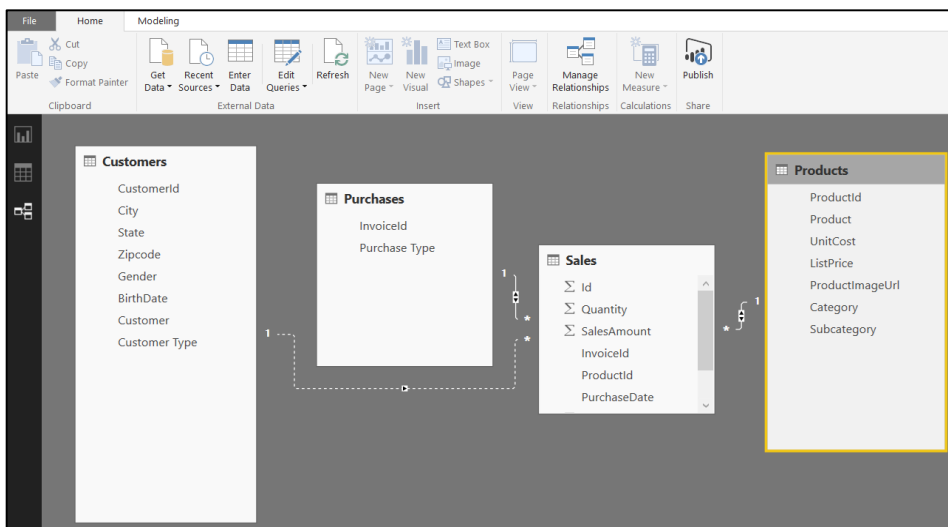 File Home Modeling
Paste
Cut
Copy
Format Painter
Clipboard
Get Data
Recent Sources
Enter Data
Edit Queries
Refresh
External Data
New Page
New Visual
Text Box
Image
Shapes
Insert
Page View
View
Manage Relationships
Relationships
New Measure
Calculations
Publish
Share
Customers
CustomerId
City
State
Zipcode
Gender
BirthDate
Customer
Customer Type
1
Purchases
InvoiceId
Purchase Type
1
*
*
Sales
Σ Id
Σ Quantity
Σ SalesAmount
InvoiceId
ProductId
PurchaseDate
*
1
Products
ProductId
Product
UnitCost
ListPrice
ProductImageUrl
Category
Subcategory